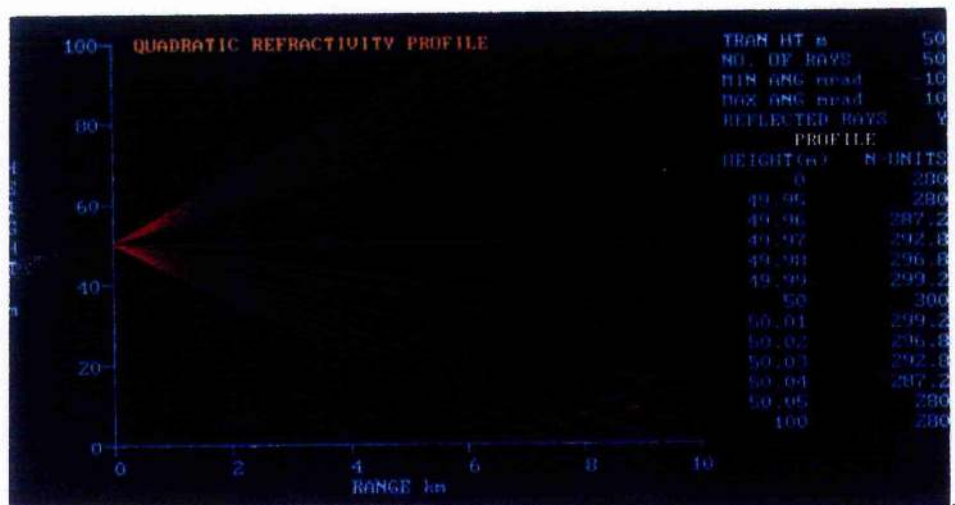 QUADRATIC REFRACTIVITY PROFILE
100
80
60
40
20
0
0 2 4 6 8 10
RANGE km
TRAN HT m 50
NO. OF RAYS 50
MIN ANG mrad -10
MAX ANG mrad 10
REFLECTED RAYS Y
PROFILE
HEIGHT(m) N-UNITS
0 280
49.95 280
49.96 287.2
49.97 292.8
49.98 296.8
49.99 299.2
50 300
50.01 299.2
50.02 296.8
50.03 292.8
50.04 287.2
50.05 280
100 280